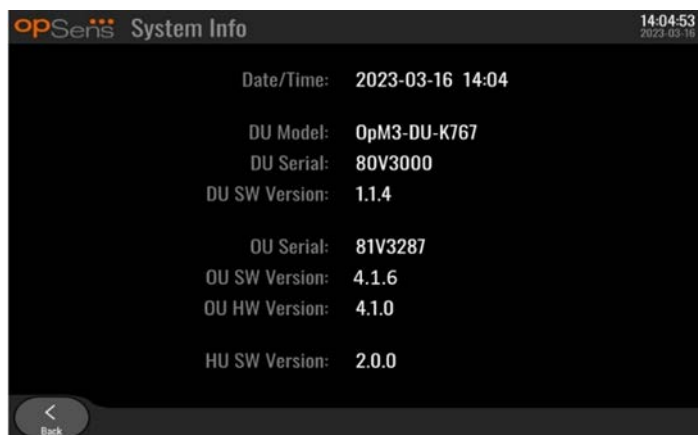 opSens System Info
14:04:53
2023-03-16
Date/Time: 2023-03-16 14:04
DU Model: OpM3-DU-K767
DU Serial: 80V3000
DU SW Version: 1.1.4
OU Serial: 81V3287
OU SW Version: 4.1.6
OU HW Version: 4.1.0
HU SW Version: 2.0.0
< Back